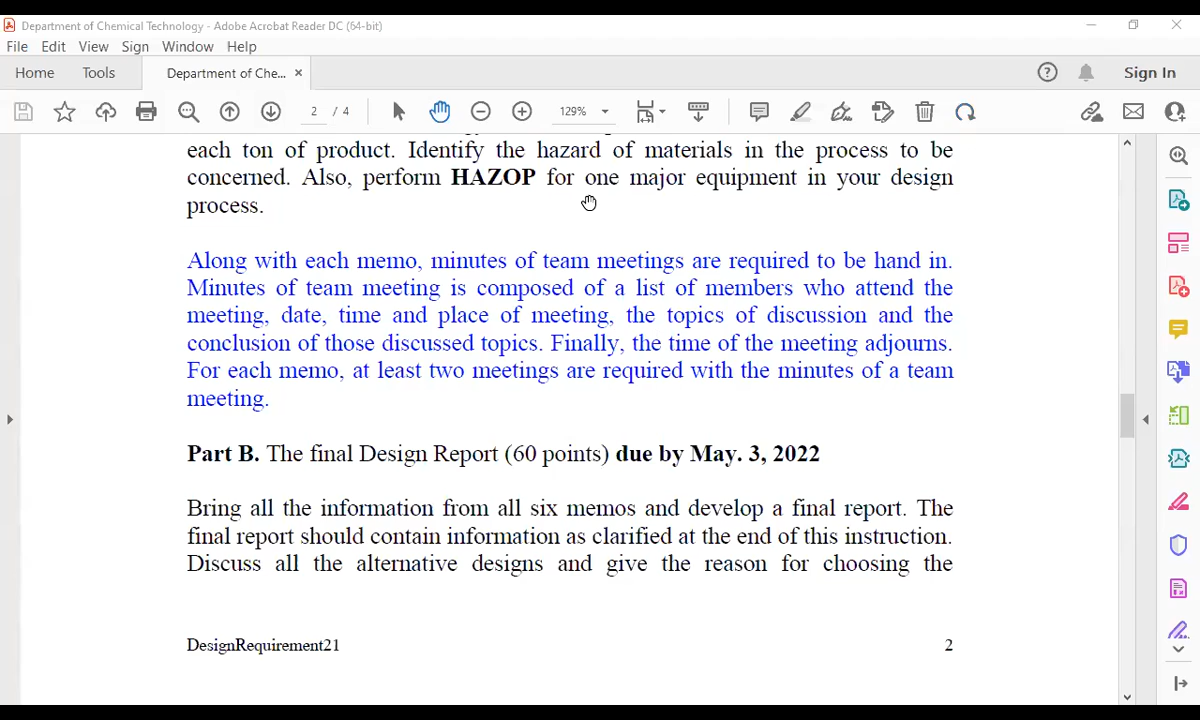 Department of Chemical Technology - Adobe Acrobat Reader DC (64-bit)
File Edit View Sign Window Help
Home Tools Department of Che... × Sign In
2 / 4 129%
each ton of product. Identify the hazard of materials in the process to be
concerned. Also, perform HAZOP for one major equipment in your design
process.
Along with each memo, minutes of team meetings are required to be hand in.
Minutes of team meeting is composed of a list of members who attend the
meeting, date, time and place of meeting, the topics of discussion and the
conclusion of those discussed topics. Finally, the time of the meeting adjourns.
For each memo, at least two meetings are required with the minutes of a team
meeting.
Part B. The final Design Report (60 points) due by May. 3, 2022
Bring all the information from all six memos and develop a final report. The
final report should contain information as clarified at the end of this instruction.
Discuss all the alternative designs and give the reason for choosing the
DesignRequirement21 2